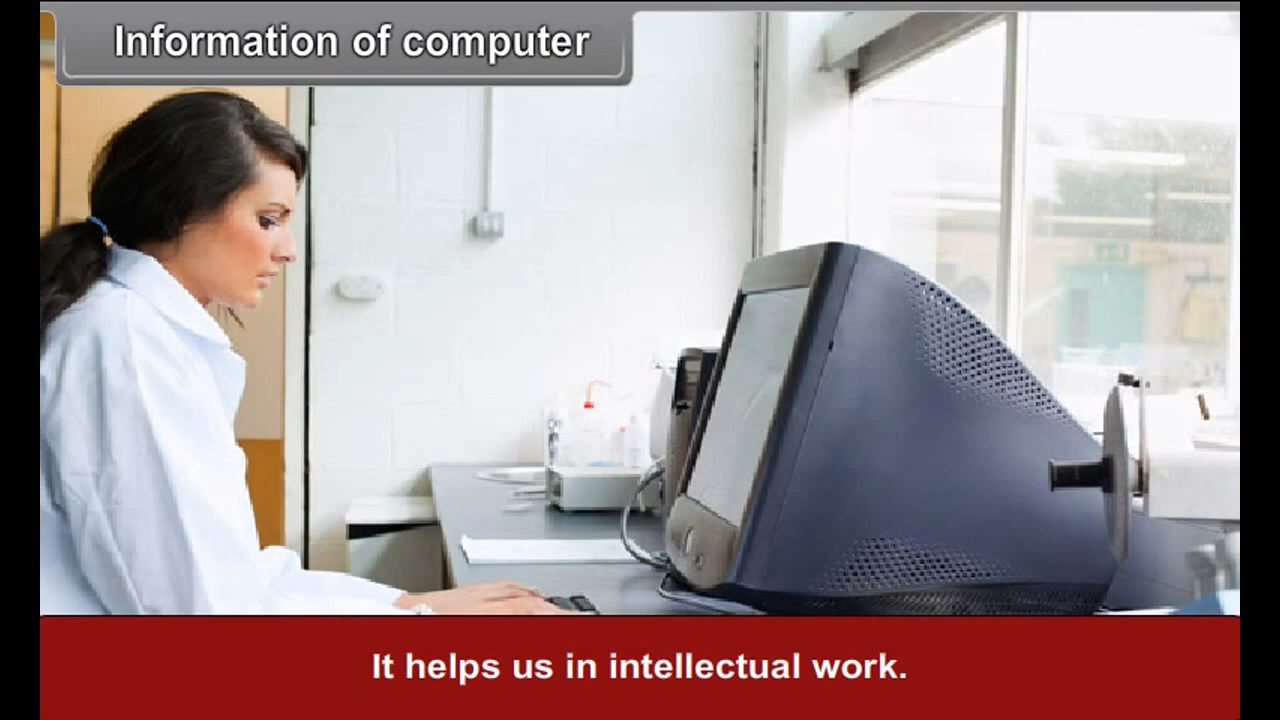 Information of computer
It helps us in intellectual work.